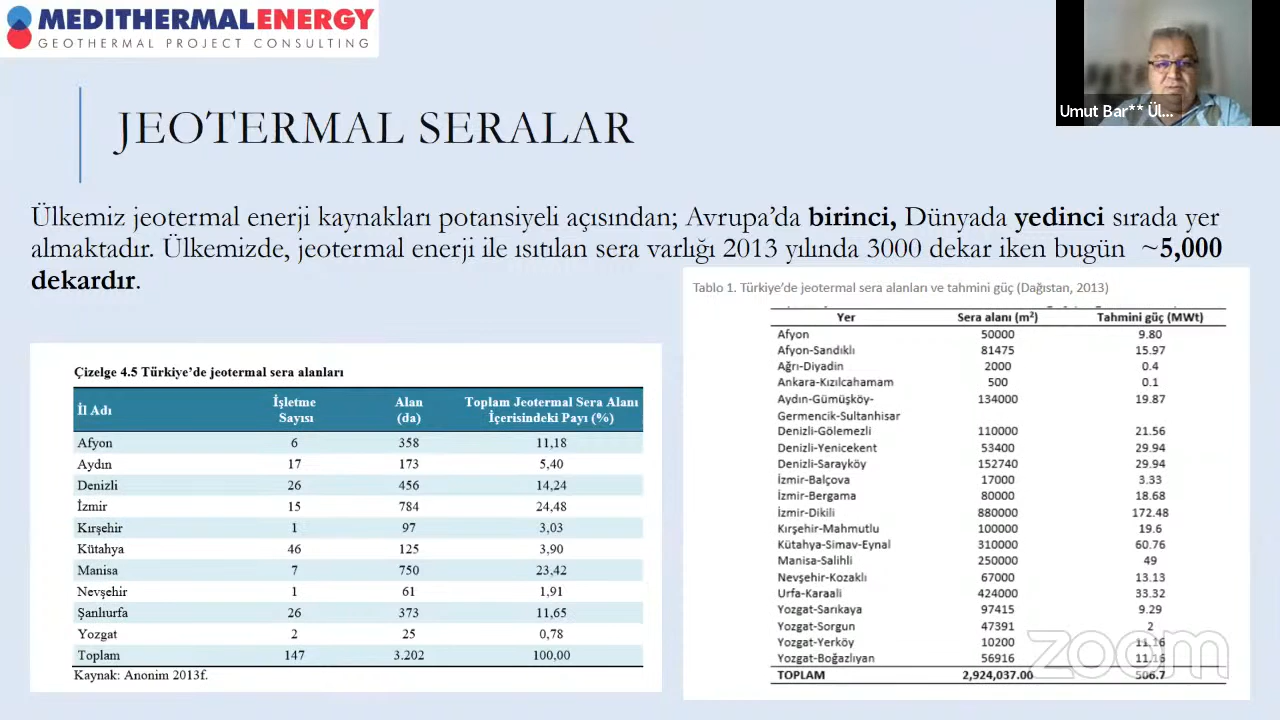 MEDITHERMALENERGY
GEOTHERMAL PROJECT CONSULTING
Umut Bar** Ül...
JEOTERMAL SERALAR
Ülkemiz jeotermal enerji kaynakları potansiyeli açısından; Avrupa’da birinci, Dünyada yedinci sırada yer
almaktadır. Ülkemizde, jeotermal enerji ile ısıtılan sera varlığı 2013 yılında 3000 dekar iken bugün ~5,000
dekardır.
Çizelge 4.5 Türkiye’de jeotermal sera alanları
İl Adı İşletme Sayısı Alan (da) Toplam Jeotermal Sera Alanı İçerisindeki Payı (%)
Afyon 6 358 11,18
Aydın 17 173 5,40
Denizli 26 456 14,24
İzmir 15 784 24,48
Kırşehir 1 97 3,03
Kütahya 46 125 3,90
Manisa 7 750 23,42
Nevşehir 1 61 1,91
Şanlıurfa 26 373 11,65
Yozgat 2 25 0,78
Toplam 147 3.202 100,00
Kaynak: Anonim 2013f.
Tablo 1. Türkiye’de jeotermal sera alanları ve tahmini güç (Dağıstan, 2013)
Yer Sera alanı (m²) Tahmini güç (MWt)
Afyon 50000 9.80
Afyon-Sandıklı 81475 15.97
Ağrı-Diyadin 2000 0.4
Ankara-Kızılcahamam 500 0.1
Aydın-Gümüşköy- 134000 19.87
Germencik-Sultanhisar
Denizli-Gölemezli 110000 21.56
Denizli-Yenicekent 53400 29.94
Denizli-Sarayköy 152740 29.94
İzmir-Balçova 17000 3.33
İzmir-Bergama 80000 18.68
İzmir-Dikili 880000 172.48
Kırşehir-Mahmutlu 100000 19.6
Kütahya-Simav-Eynal 310000 60.76
Manisa-Salihli 250000 49
Nevşehir-Kozaklı 67000 13.13
Urfa-Karaali 424000 33.32
Yozgat-Sarıkaya 97415 9.29
Yozgat-Sorgun 47391 2
Yozgat-Yerköy 10200 11,16
Yozgat-Boğazlıyan 56916 11,16
TOPLAM 2,924,037.00 506.7
zoom